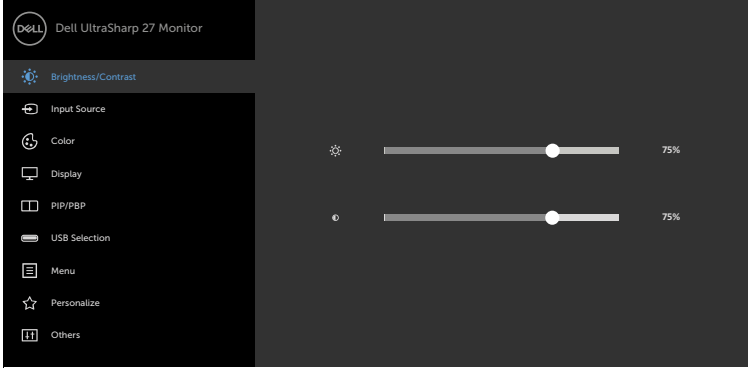 DELL Dell UltraSharp 27 Monitor
Brightness/Contrast
Input Source
Color
Display
PIP/PBP
USB Selection
Menu
Personalize
Others
75%
75%